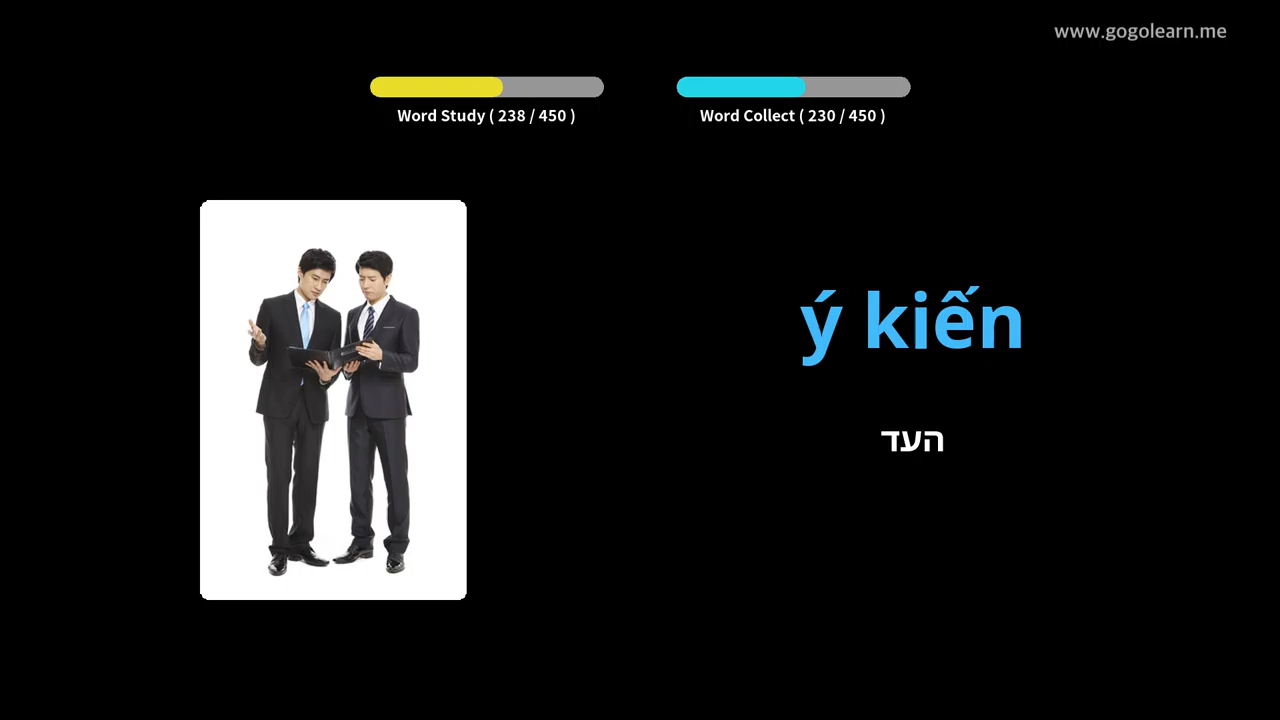 www.gogolearn.me
Word Study ( 238 / 450 )
Word Collect ( 230 / 450 )
ý kiến
העד